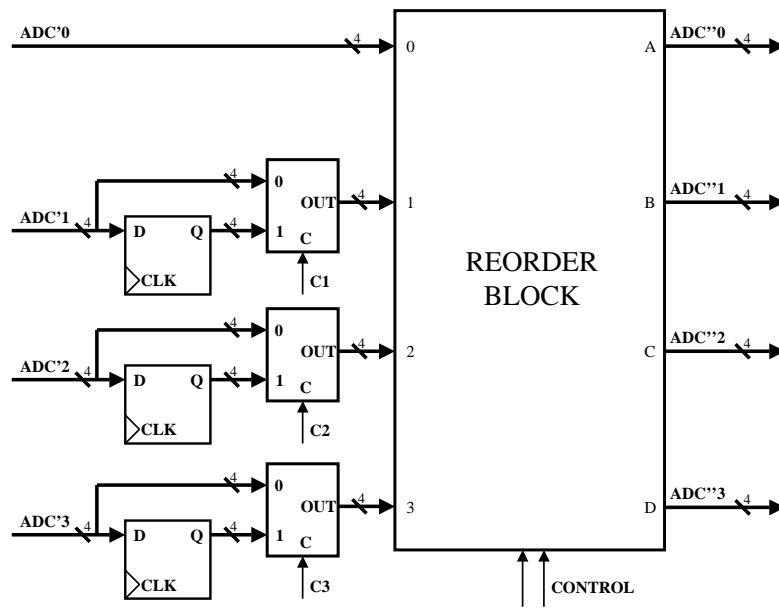 ADC'0
4
0
A
ADC''0
4
4
0
OUT
4
1
B
ADC''1
4
ADC'1
4
D
Q
4
1
C
CLK
C1
REORDER
BLOCK
4
0
OUT
4
2
C
ADC''2
4
ADC'2
4
D
Q
4
1
C
CLK
C2
4
0
OUT
4
3
D
ADC''3
4
ADC'3
4
D
Q
4
1
C
CLK
C3
CONTROL